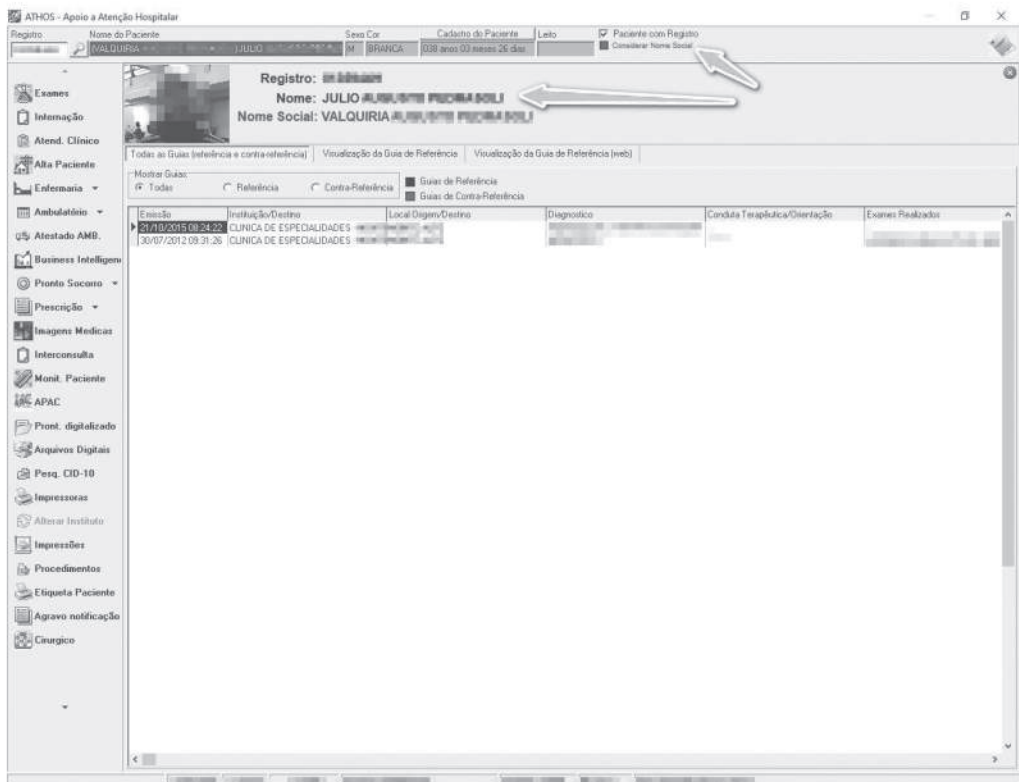 ATHOS - Apoio a Atenção Hospitalar
Registro Nome do Paciente Sexo Cor Cadastro do Paciente Leito Paciente com Registro
(VALQUIRIA )JULIO M BRANCA 038 anos 03 meses 26 dias Considerar Nome Social
Registro:
Nome: JULIO
Nome Social: VALQUIRIA
Exames
Internação
Atend. Clínico
Alta Paciente
Enfermaria
Ambulatório
Atestado AMB.
Business Intelligen
Pronto Socorro
Prescrição
Imagens Medicas
Interconsulta
Monit. Paciente
APAC
Pront. digitalizado
Arquivos Digitais
Pesq. CID-10
Impressoras
Alterar Instituto
Impressões
Procedimentos
Etiqueta Paciente
Agravo notificação
Cirurgico
Todas as Guias (referência e contra-referência) Visualização da Guia de Referência Visualização da Guia de Referência (web)
Mostrar Guias:
Todas Referência Contra-Referência Guias de Referência
Guias de Contra-Referência
Emissão Instituição/Destino Local Origem/Destino Diagnostico Conduta Terapêutica/Orientação Exames Realizados
21/10/2015 08:24:22 CLINICA DE ESPECIALIDADES
30/07/2012 09:31:26 CLINICA DE ESPECIALIDADES